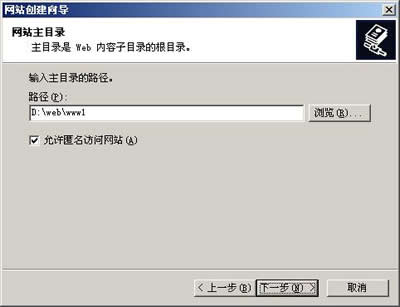 网站创建向导
网站主目录
主目录是 Web 内容子目录的根目录。
输入主目录的路径。
路径(P):
D:\web\www1
浏览(R)...
允许匿名访问网站(A)
< 上一步(B) 下一步(N) > 取消